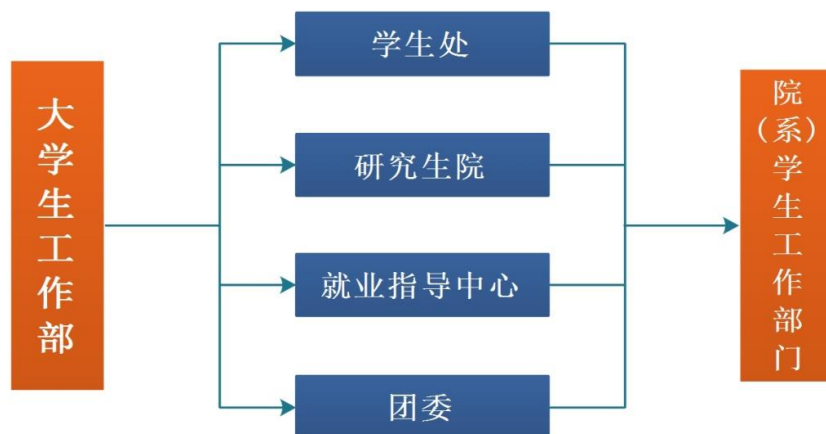 大学生工作部
学生处
研究生院
就业指导中心
团委
院(系)学生工作部门